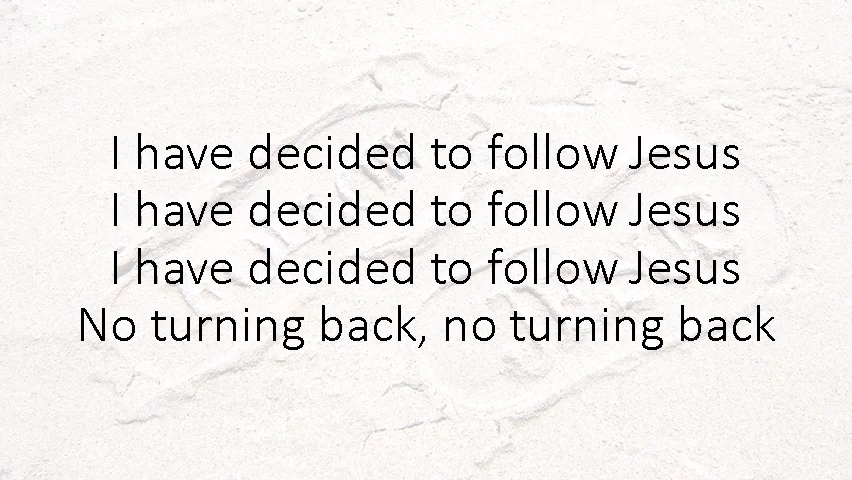 I have decided to follow Jesus
I have decided to follow Jesus
I have decided to follow Jesus
No turning back, no turning back